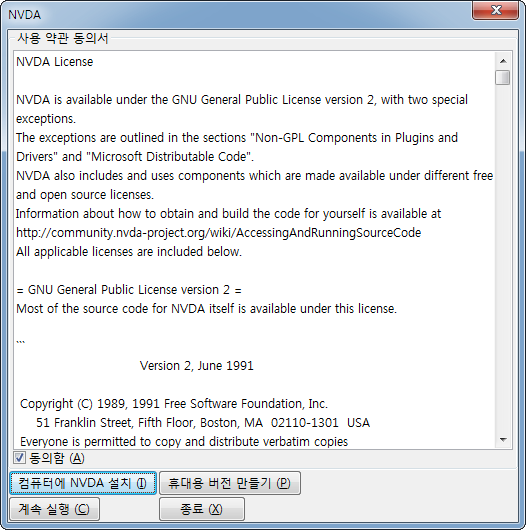 NVDA
사용 약관 동의서
NVDA License
NVDA is available under the GNU General Public License version 2, with two special
exceptions.
The exceptions are outlined in the sections "Non-GPL Components in Plugins and
Drivers" and "Microsoft Distributable Code".
NVDA also includes and uses components which are made available under different free
and open source licenses.
Information about how to obtain and build the code for yourself is available at
http://community.nvda-project.org/wiki/AccessingAndRunningSourceCode
All applicable licenses are included below.
= GNU General Public License version 2 =
Most of the source code for NVDA itself is available under this license.
```
Version 2, June 1991
Copyright (C) 1989, 1991 Free Software Foundation, Inc.
51 Franklin Street, Fifth Floor, Boston, MA  02110-1301  USA
Everyone is permitted to copy and distribute verbatim copies
동의함 (A)
컴퓨터에 NVDA 설치 (I) 휴대용 버전 만들기 (P)
계속 실행 (C) 종료 (X)